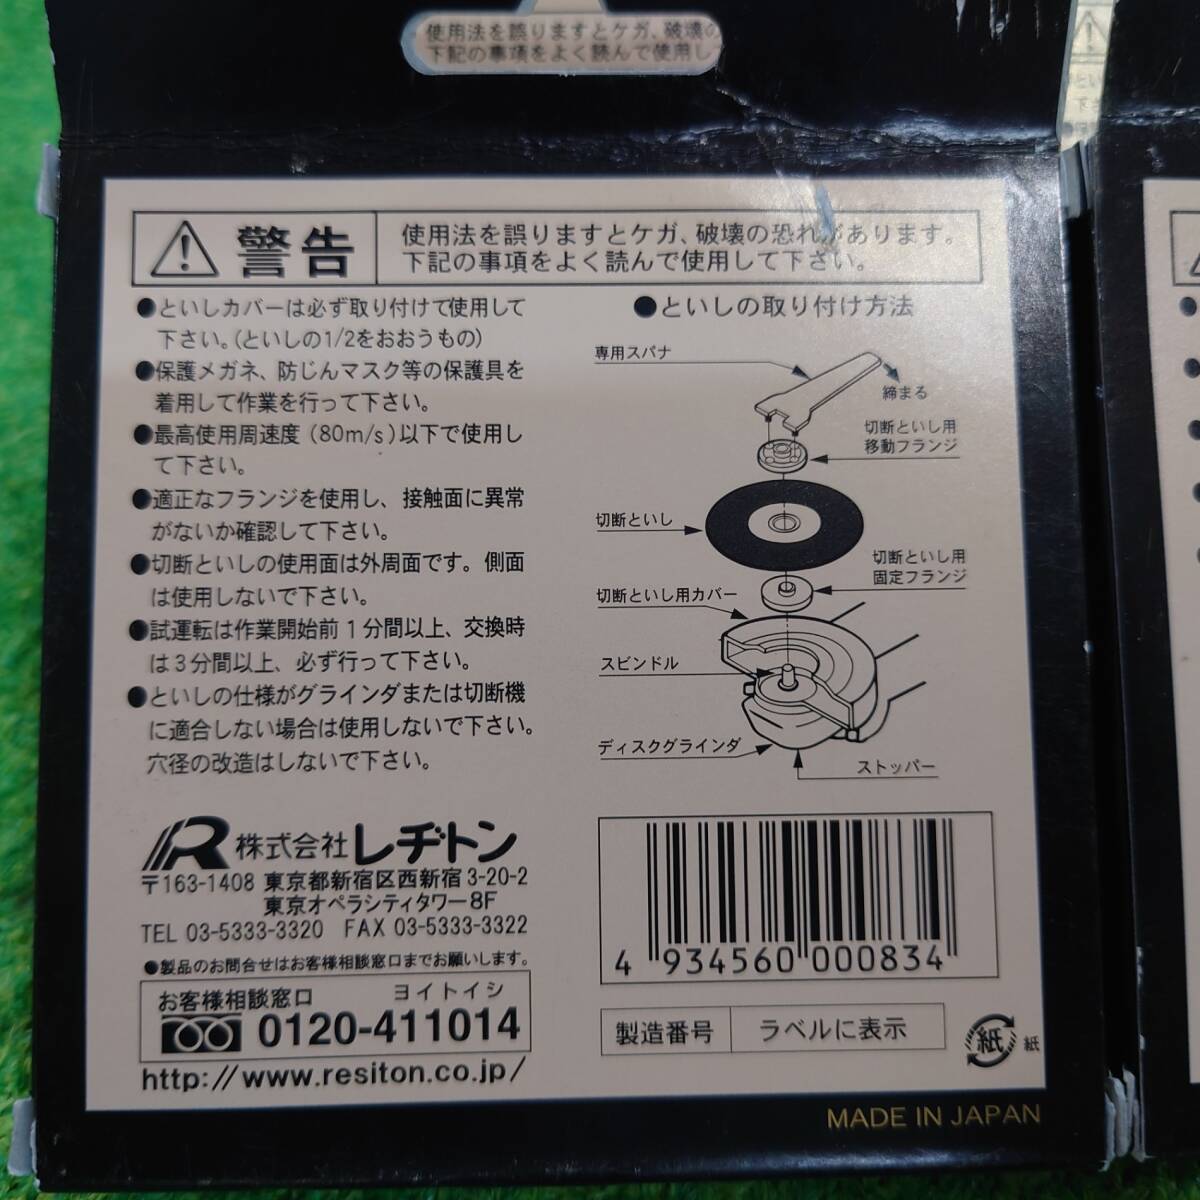 使用法を誤りますとケガ、破壊の
下記の事項をよく読んで使用し
警告
使用法を誤りますとケガ、破壊の恐れがあります。
下記の事項をよく読んで使用して下さい。
●といしカバーは必ず取り付けて使用して
下さい。(といしの1/2をおおうもの)
●保護メガネ、防じんマスク等の保護具を
着用して作業を行って下さい。
●最高使用周速度(80m/s)以下で使用し
て下さい。
●適正なフランジを使用し、接触面に異常
がないか確認して下さい。
●切断といしの使用面は外周面です。側面
は使用しないで下さい。
●試運転は作業開始前1分間以上、交換時
は3分間以上、必ず行って下さい。
●といしの仕様がグラインダまたは切断機
に適合しない場合は使用しないで下さい。
穴径の改造はしないで下さい。
●といしの取り付け方法
専用スパナ
締まる
切断といし用
移動フランジ
切断といし
切断といし用
固定フランジ
切断といし用カバー
スピンドル
ディスクグラインダ
ストッパー
株式会社レヂトン
〒163-1408 東京都新宿区西新宿3-20-2
東京オペラシティタワー8F
TEL 03-5333-3320 FAX 03-5333-3322
●製品のお問合せはお客様相談窓口までお願いします。
お客様相談窓口 ヨイトイシ
0120-411014
http://www.resiton.co.jp/
4 934560 000834
製造番号 ラベルに表示
紙 紙
MADE IN JAPAN